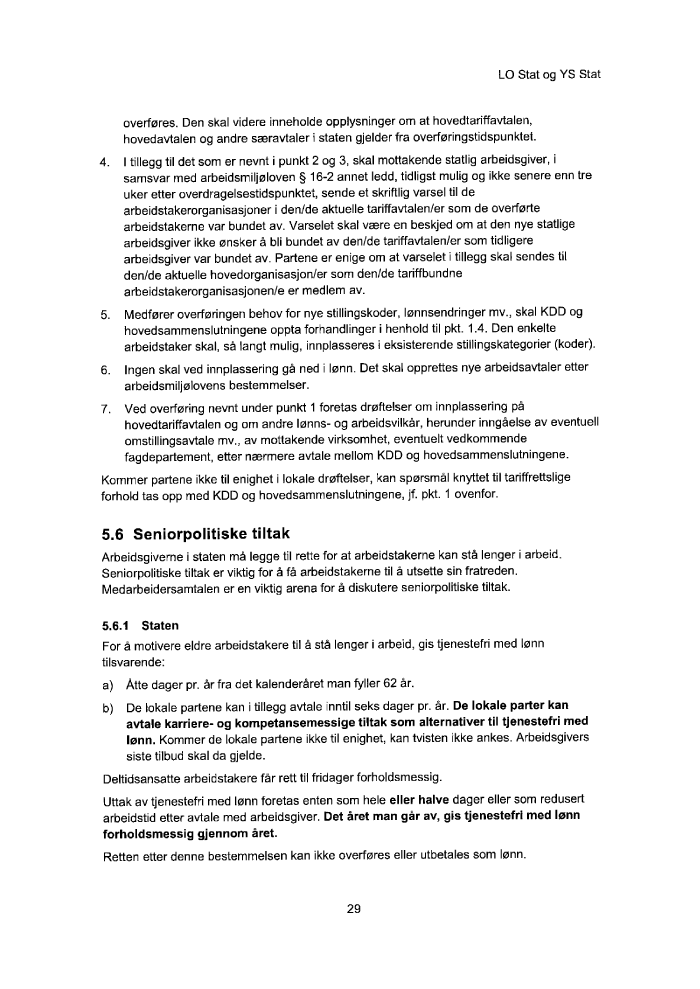 LO Stat og YS Stat
overføres. Den skal videre inneholde opplysninger om at hovedtariffavtalen,
hovedavtalen og andre særavtaler i staten gjelder fra overføringstidspunktet.
4. I tillegg til det som er nevnt i punkt 2 og 3, skal mottakende statlig arbeidsgiver, i
samsvar med arbeidsmiljøloven § 16-2 annet ledd, tidligst mulig og ikke senere enn tre
uker etter overdragelsestidspunktet, sende et skriftlig varsel til de
arbeidstakerorganisasjoner i den/de aktuelle tariffavtalen/er som de overførte
arbeidstakerne var bundet av. Varselet skal være en beskjed om at den nye statlige
arbeidsgiver ikke ønsker å bli bundet av den/de tariffavtalen/er som tidligere
arbeidsgiver var bundet av. Partene er enige om at varselet i tillegg skal sendes til
den/de aktuelle hovedorganisasjon/er som den/de tariffbundne
arbeidstakerorganisasjonen/e er medlem av.
5. Medfører overføringen behov for nye stillingskoder, lønnsendringer mv., skal KDD og
hovedsammenslutningene oppta forhandlinger i henhold til pkt. 1.4. Den enkelte
arbeidstaker skal, så langt mulig, innplasseres i eksisterende stillingskategorier (koder).
6. Ingen skal ved innplassering gå ned i lønn. Det skal opprettes nye arbeidsavtaler etter
arbeidsmiljølovens bestemmelser.
7. Ved overføring nevnt under punkt 1 foretas drøftelser om innplassering på
hovedtariffavtalen og om andre lønns- og arbeidsvilkår, herunder inngåelse av eventuell
omstillingsavtale mv., av mottakende virksomhet, eventuelt vedkommende
fagdepartement, etter nærmere avtale mellom KDD og hovedsammenslutningene.
Kommer partene ikke til enighet i lokale drøftelser, kan spørsmål knyttet til tariffrettslige
forhold tas opp med KDD og hovedsammenslutningene, jf. pkt. 1 ovenfor.
5.6 Seniorpolitiske tiltak
Arbeidsgiverne i staten må legge til rette for at arbeidstakerne kan stå lenger i arbeid.
Seniorpolitiske tiltak er viktig for å få arbeidstakerne til å utsette sin fratreden.
Medarbeidersamtalen er en viktig arena for å diskutere seniorpolitiske tiltak.
5.6.1 Staten
For å motivere eldre arbeidstakere til å stå lenger i arbeid, gis tjenestefri med lønn
tilsvarende:
a) Åtte dager pr. år fra det kalenderåret man fyller 62 år.
b) De lokale partene kan i tillegg avtale inntil seks dager pr. år. De lokale parter kan
avtale karriere- og kompetansemessige tiltak som alternativer til tjenestefri med
lønn. Kommer de lokale partene ikke til enighet, kan tvisten ikke ankes. Arbeidsgivers
siste tilbud skal da gjelde.
Deltidsansatte arbeidstakere får rett til fridager forholdsmessig.
Uttak av tjenestefri med lønn foretas enten som hele eller halve dager eller som redusert
arbeidstid etter avtale med arbeidsgiver. Det året man går av, gis tjenestefri med lønn
forholdsmessig gjennom året.
Retten etter denne bestemmelsen kan ikke overføres eller utbetales som lønn.
29